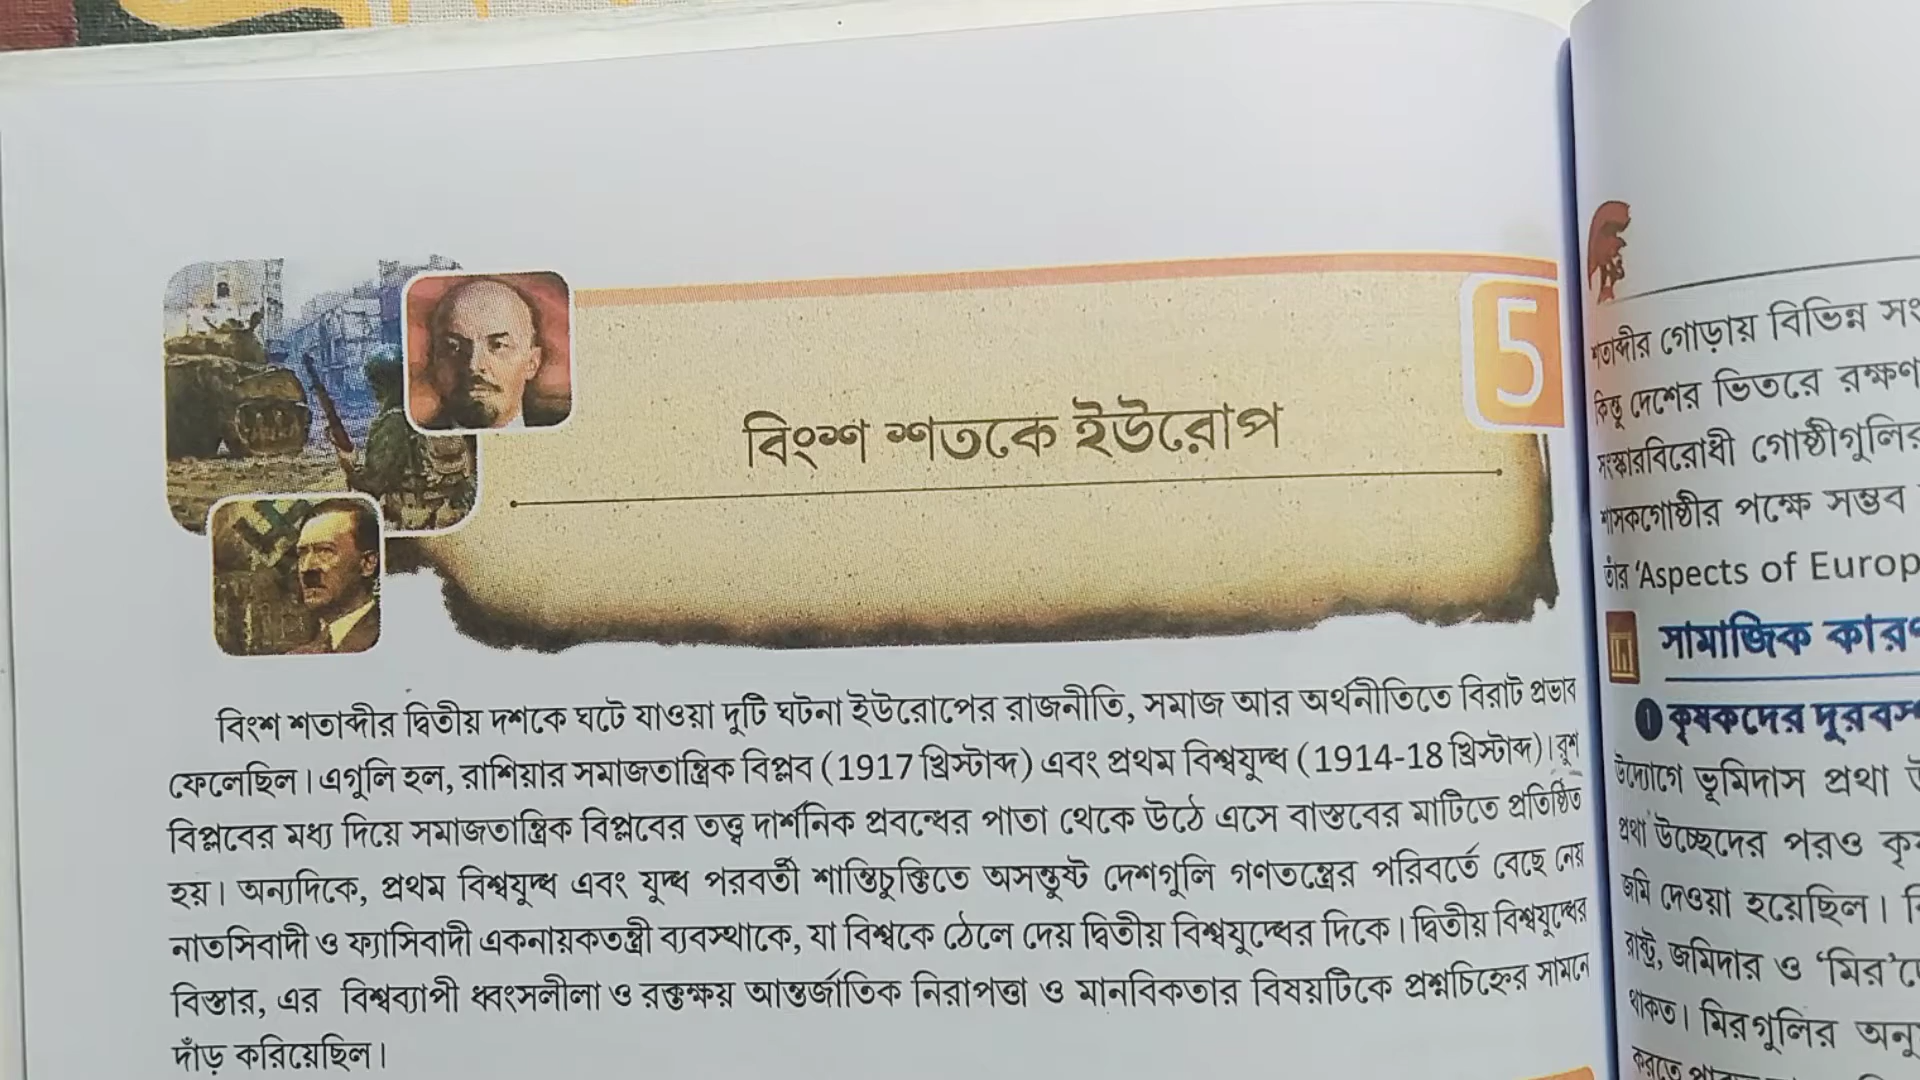 বিংশ শতকে ইউরোপ
5
বিংশ শতাব্দীর দ্বিতীয় দশকে ঘটে যাওয়া দুটি ঘটনা ইউরোপের রাজনীতি, সমাজ আর অর্থনীতিতে বিরাট প্রভাব
ফেলেছিল। এগুলি হল, রাশিয়ার সমাজতান্ত্রিক বিপ্লব (1917 খ্রিস্টাব্দ) এবং প্রথম বিশ্বযুদ্ধ (1914-18 খ্রিস্টাব্দ)। রুশ
বিপ্লবের মধ্য দিয়ে সমাজতান্ত্রিক বিপ্লবের তত্ত্ব দার্শনিক প্রবন্ধের পাতা থেকে উঠে এসে বাস্তবের মাটিতে প্রতিষ্ঠিত
হয়। অন্যদিকে, প্রথম বিশ্বযুদ্ধ এবং যুদ্ধ পরবর্তী শান্তিচুক্তিতে অসন্তুষ্ট দেশগুলি গণতন্ত্রের পরিবর্তে বেছে নেয়
নাতসিবাদী ও ফ্যাসিবাদী একনায়কতন্ত্রী ব্যবস্থাকে, যা বিশ্বকে ঠেলে দেয় দ্বিতীয় বিশ্বযুদ্ধের দিকে। দ্বিতীয় বিশ্বযুদ্ধের
বিস্তার, এর বিশ্বব্যাপী ধ্বংসলীলা ও রক্তক্ষয় আন্তর্জাতিক নিরাপত্তা ও মানবিকতার বিষয়টিকে প্রশ্নচিহ্নের সামনে
দাঁড় করিয়েছিল।
শতাব্দীর গোড়ায় বিভিন্ন
কিন্তু দেশের ভিতরে
সংস্কারবিরোধী গোষ্ঠীগুলির
শাসকগোষ্ঠীর পক্ষে সম্ভব
তাঁর ‘Aspects of Europ
সামাজিক
1 কৃষকদের
উদ্যোগে ভূমিদাস প্রথা
প্রথা উচ্ছেদের পরও
জমি দেওয়া হয়েছিল।
রাষ্ট্র, জমিদার ও ‘মির’
থাকত। মিরগুলির
করতে